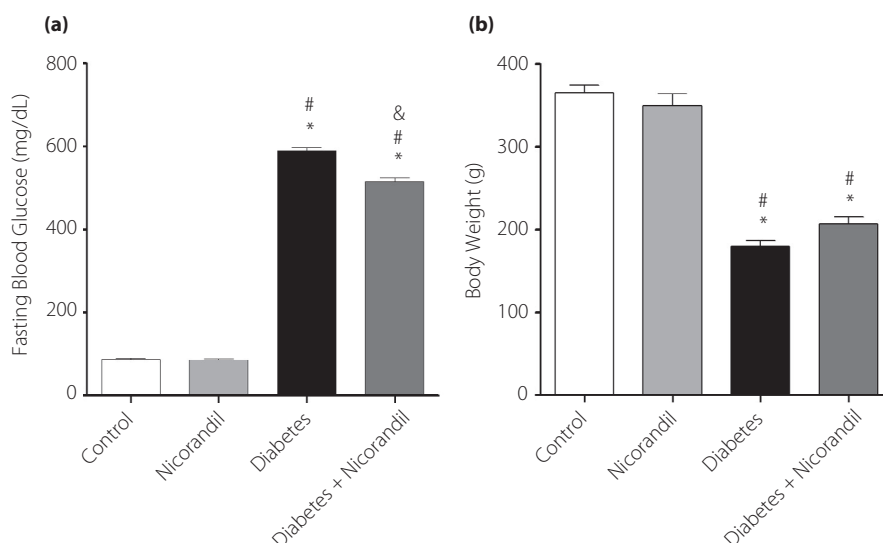 (a)
Fasting Blood Glucose (mg/dL)
800
600
400
200
0
#
*
&
#
*
Control
Nicorandil
Diabetes
Diabetes + Nicorandil
(b)
Body Weight (g)
400
300
200
100
0
#
*
#
*
Control
Nicorandil
Diabetes
Diabetes + Nicorandil